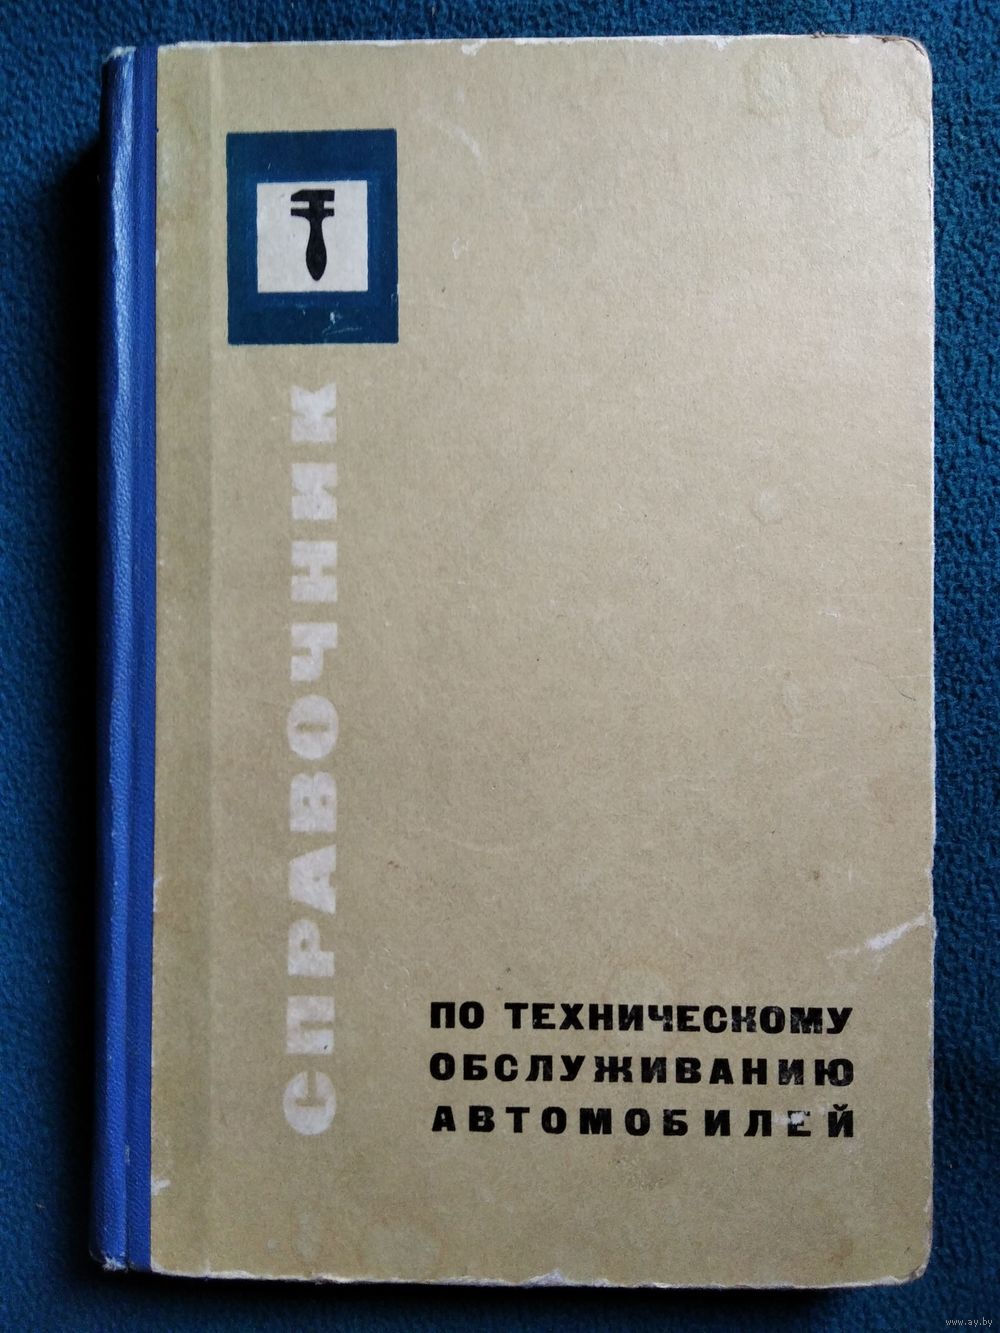 СПРАВОЧНИК
ПО ТЕХНИЧЕСКОМУ
ОБСЛУЖИВАНИЮ
АВТОМОБИЛЕЙ
www.ay.by